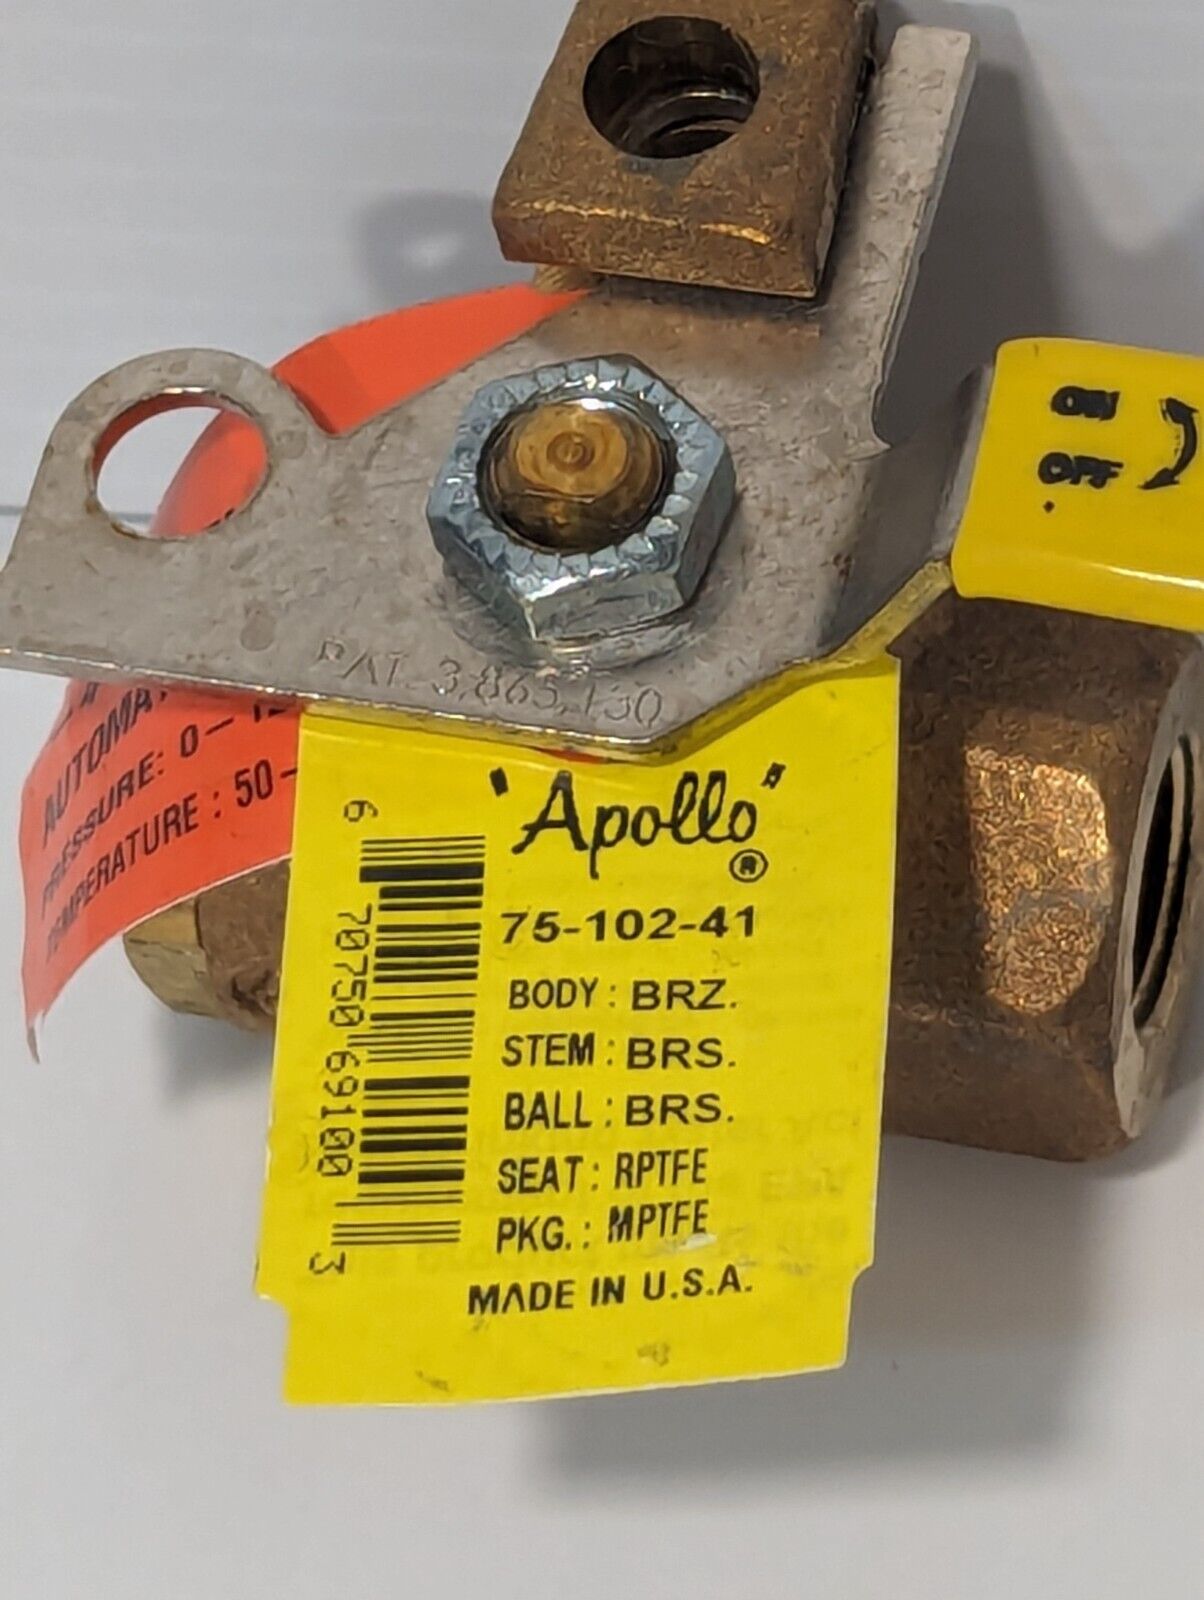 ON
OFF
PAT. 3,865,130
AUTOMA
PRESSURE: 0-12
TEMPERATURE: 50-
"Apollo"
®
75-102-41
BODY: BRZ.
STEM: BRS.
BALL: BRS.
SEAT: RPTFE
PKG.: MPTFE
MADE IN U.S.A.
6 70750 69100 3